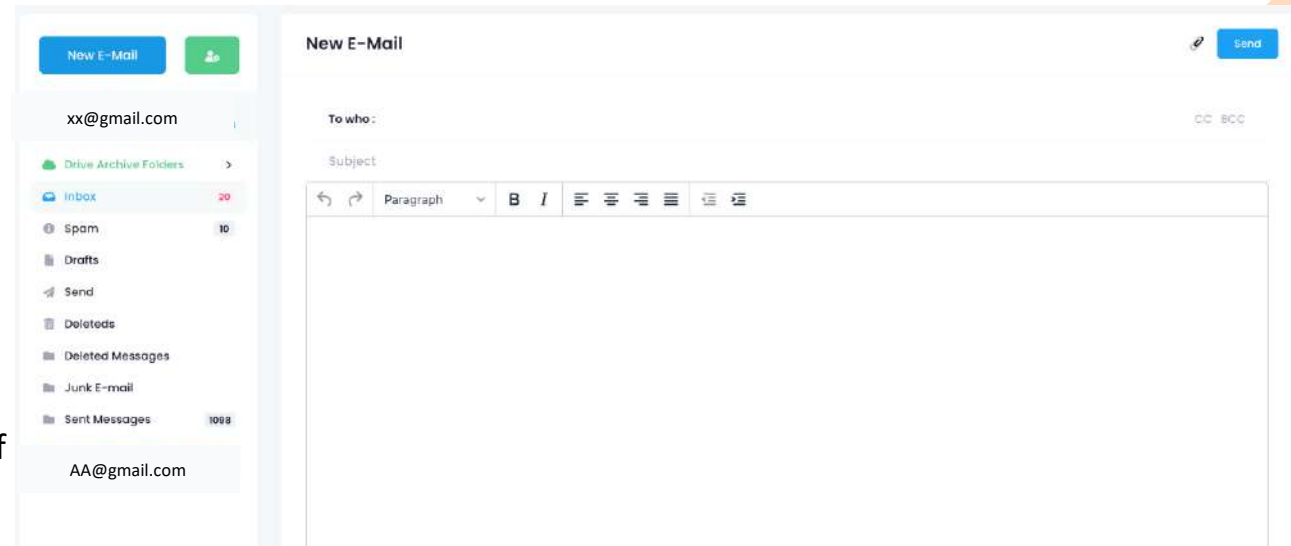 New E-Mail
xx@gmail.com
Drive Archive Folders >
Inbox 20
Spam 10
Drafts
Send
Deleteds
Deleted Messages
Junk E-mail
Sent Messages 1098
f
AA@gmail.com
New E-Mail
Send
To who :
CC BCC
Subject
Paragraph B I